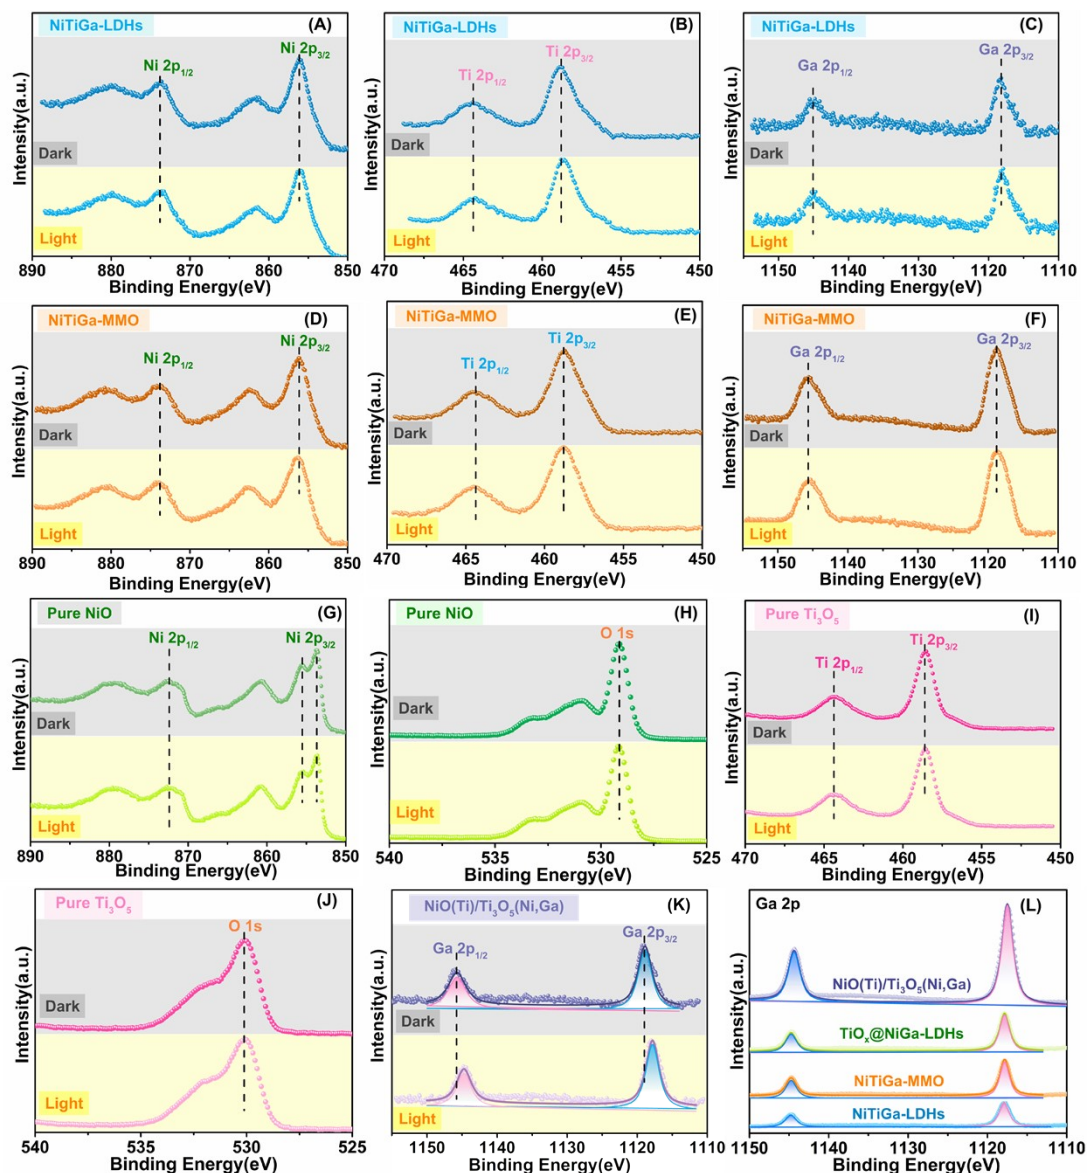 NiTiGa-LDHs
(A)
Ni 2p1/2
Ni 2p3/2
Intensity(a.u.)
Dark
Light
890 880 870 860 850
Binding Energy(eV)
NiTiGa-LDHs
(B)
Ti 2p1/2
Ti 2p3/2
Intensity(a.u.)
Dark
Light
470 465 460 455 450
Binding Energy(eV)
NiTiGa-LDHs
(C)
Ga 2p1/2
Ga 2p3/2
Intensity(a.u.)
Dark
Light
1150 1140 1130 1120 1110
Binding Energy(eV)
NiTiGa-MMO
(D)
Ni 2p1/2
Ni 2p3/2
Intensity(a.u.)
Dark
Light
890 880 870 860 850
Binding Energy(eV)
NiTiGa-MMO
(E)
Ti 2p1/2
Ti 2p3/2
Intensity(a.u.)
Dark
Light
470 465 460 455 450
Binding Energy(eV)
NiTiGa-MMO
(F)
Ga 2p1/2
Ga 2p3/2
Intensity(a.u.)
Dark
Light
1150 1140 1130 1120 1110
Binding Energy(eV)
Pure NiO
(G)
Ni 2p1/2
Ni 2p3/2
Intensity(a.u.)
Dark
Light
890 880 870 860 850
Binding Energy(eV)
Pure NiO
(H)
O 1s
Intensity(a.u.)
Dark
Light
540 535 530 525
Binding Energy(eV)
Pure Ti3O5
(I)
Ti 2p1/2
Ti 2p3/2
Intensity(a.u.)
Dark
Light
470 465 460 455 450
Binding Energy(eV)
Pure Ti3O5
(J)
O 1s
Intensity(a.u.)
Dark
Light
540 535 530 525
Binding Energy(eV)
NiO(Ti)/Ti3O5(Ni,Ga)
(K)
Ga 2p1/2
Ga 2p3/2
Intensity(a.u.)
Dark
Light
1150 1140 1130 1120 1110
Binding Energy(eV)
Ga 2p
(L)
Intensity(a.u.)
NiO(Ti)/Ti3O5(Ni,Ga)
TiOx@NiGa-LDHs
NiTiGa-MMO
NiTiGa-LDHs
1150 1140 1130 1120 1110
Binding Energy(eV)